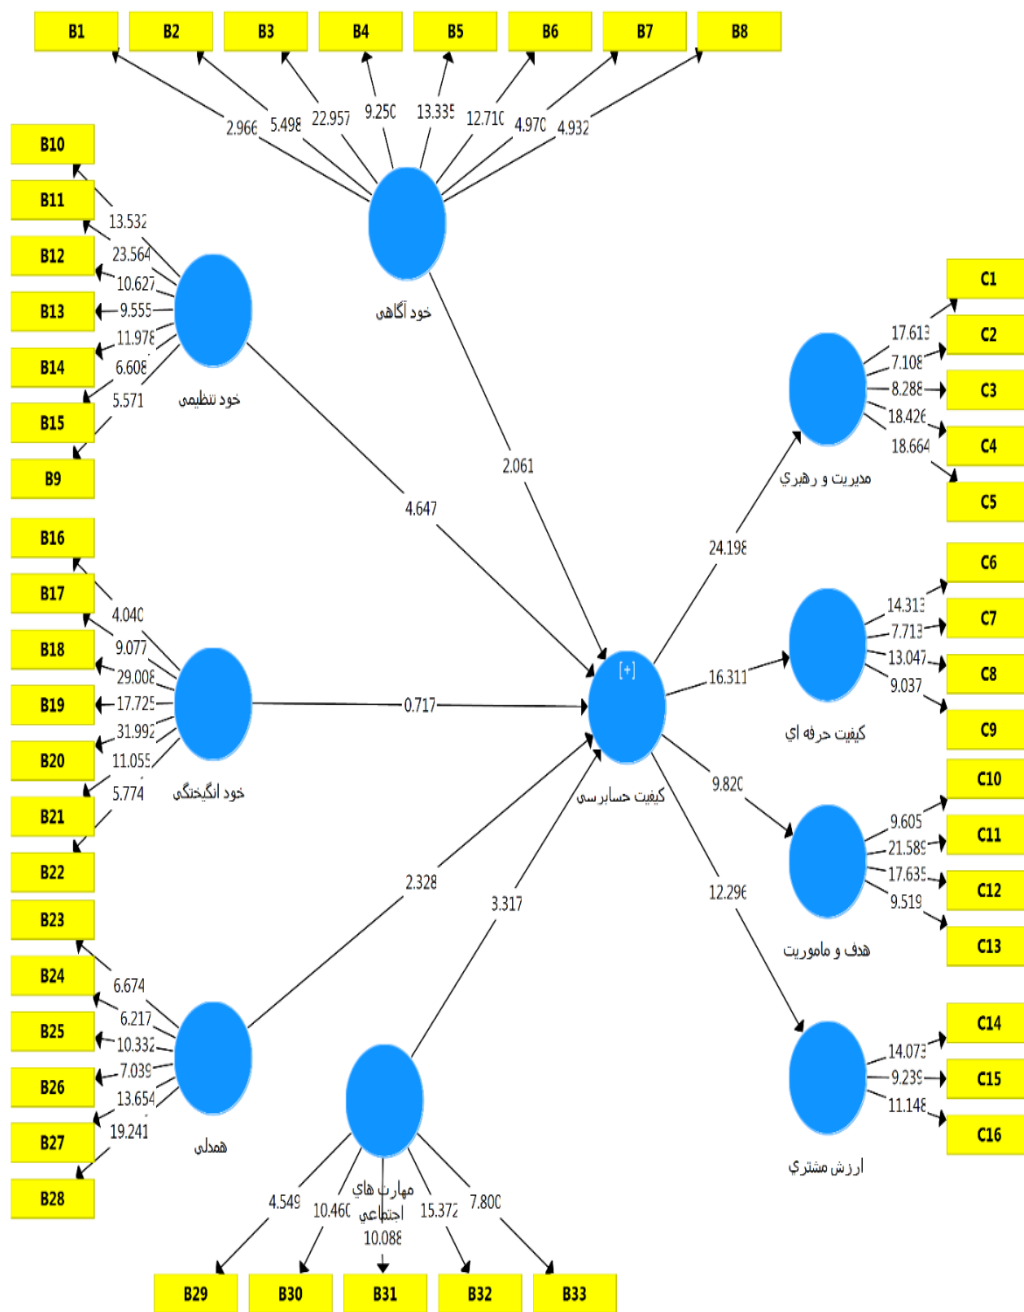 B1 B2 B3 B4 B5 B6 B7 B8
2.966 5.498 22.957 9.250 13.335 12.710 4.970 4.932
خود آگاهی
B10
B11
B12
B13
B14
B15
B9
13.532
23.564
10.627
9.555
11.978
6.608
5.571
خود تنظیمی
B16
B17
B18
B19
B20
B21
B22
4.040
9.077
29.008
17.725
31.992
11.055
5.774
خود انگیختگی
B23
B24
B25
B26
B27
B28
6.674
6.217
10.332
7.039
13.654
19.241
همدلی
مهارت هاي
اجتماعي
4.549 10.460 10.088 15.372 7.800
B29 B30 B31 B32 B33
2.061
4.647
0.717
2.328
3.317
[+]
کیفیت حسابرسی
24.198
16.311
9.820
12.296
مدیریت و رهبري
17.613
7.108
8.288
18.426
18.664
C1
C2
C3
C4
C5
کیفیت حرفه اي
14.313
7.713
13.047
9.037
C6
C7
C8
C9
هدف و ماموریت
9.605
21.589
17.635
9.519
C10
C11
C12
C13
ارزش مشتري
14.073
9.239
11.148
C14
C15
C16